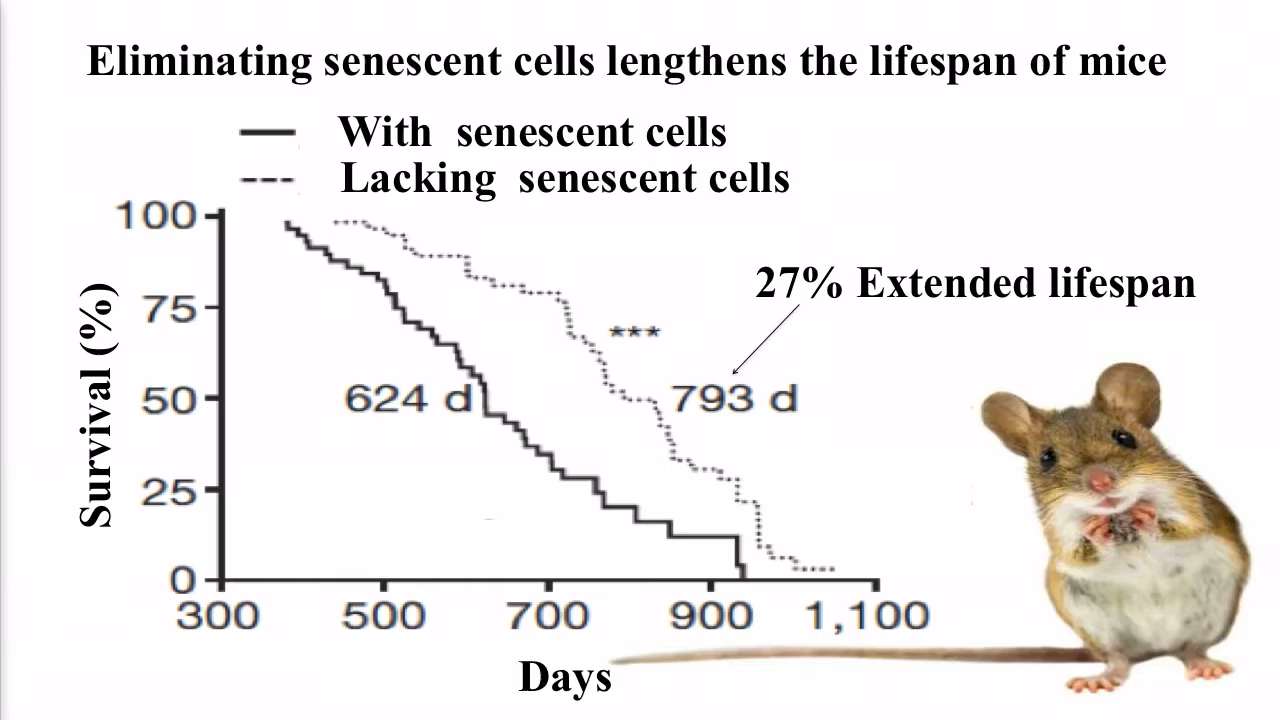 Eliminating senescent cells lengthens the lifespan of mice
With senescent cells
Lacking senescent cells
100
75
50
25
0
Survival (%)
27% Extended lifespan
***
624 d
793 d
300 500 700 900 1,100
Days